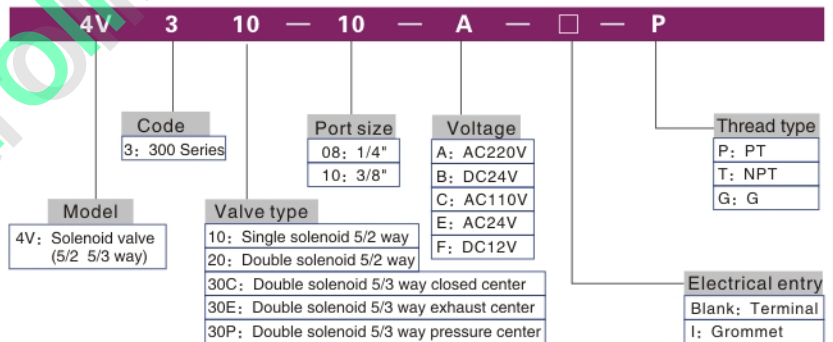 4V 3 10 — 10 — A — □ — P
Code
3: 300 Series
Port size
08: 1/4"
10: 3/8"
Voltage
A: AC220V
B: DC24V
C: AC110V
E: AC24V
F: DC12V
Thread type
P: PT
T: NPT
G: G
Model
4V: Solenoid valve
(5/2 5/3 way)
Valve type
10: Single solenoid 5/2 way
20: Double solenoid 5/2 way
30C: Double solenoid 5/3 way closed center
30E: Double solenoid 5/3 way exhaust center
30P: Double solenoid 5/3 way pressure center
Electrical entry
Blank: Terminal
I: Grommet